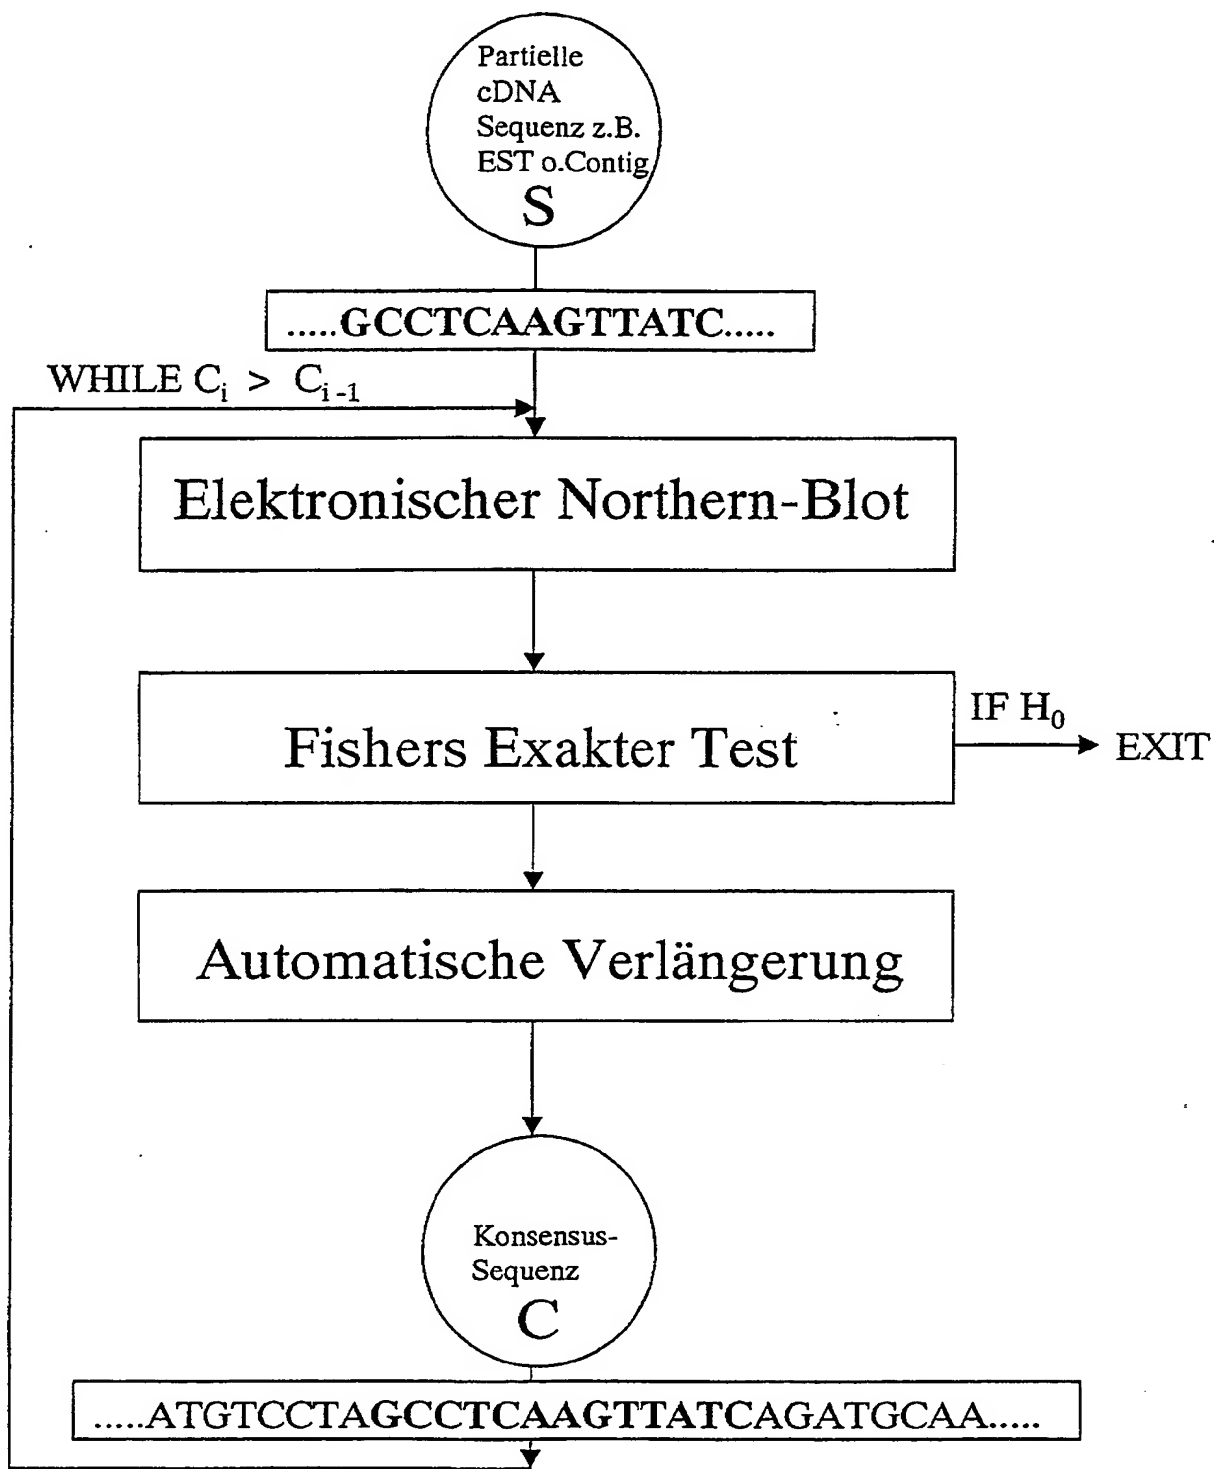 Partielle
cDNA
Sequenz z.B.
EST o.Contig
S
.....GCCTCAAGTTATC.....
WHILE Ci > Ci-1
Elektronischer Northern-Blot
Fishers Exakter Test
IF H0
EXIT
Automatische Verlängerung
Konsensus-
Sequenz
C
.....ATGTCCTAGCCTCAAGTTATCAGATGCAA.....